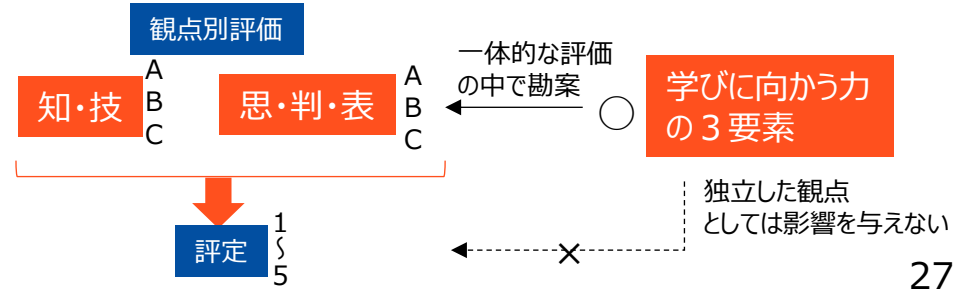 観点別評価
知・技
A
B
C
思・判・表
A
B
C
一体的な評価
の中で勘案
○
学びに向かう力
の３要素
評定
1
〜
5
×
独立した観点
としては影響を与えない
27